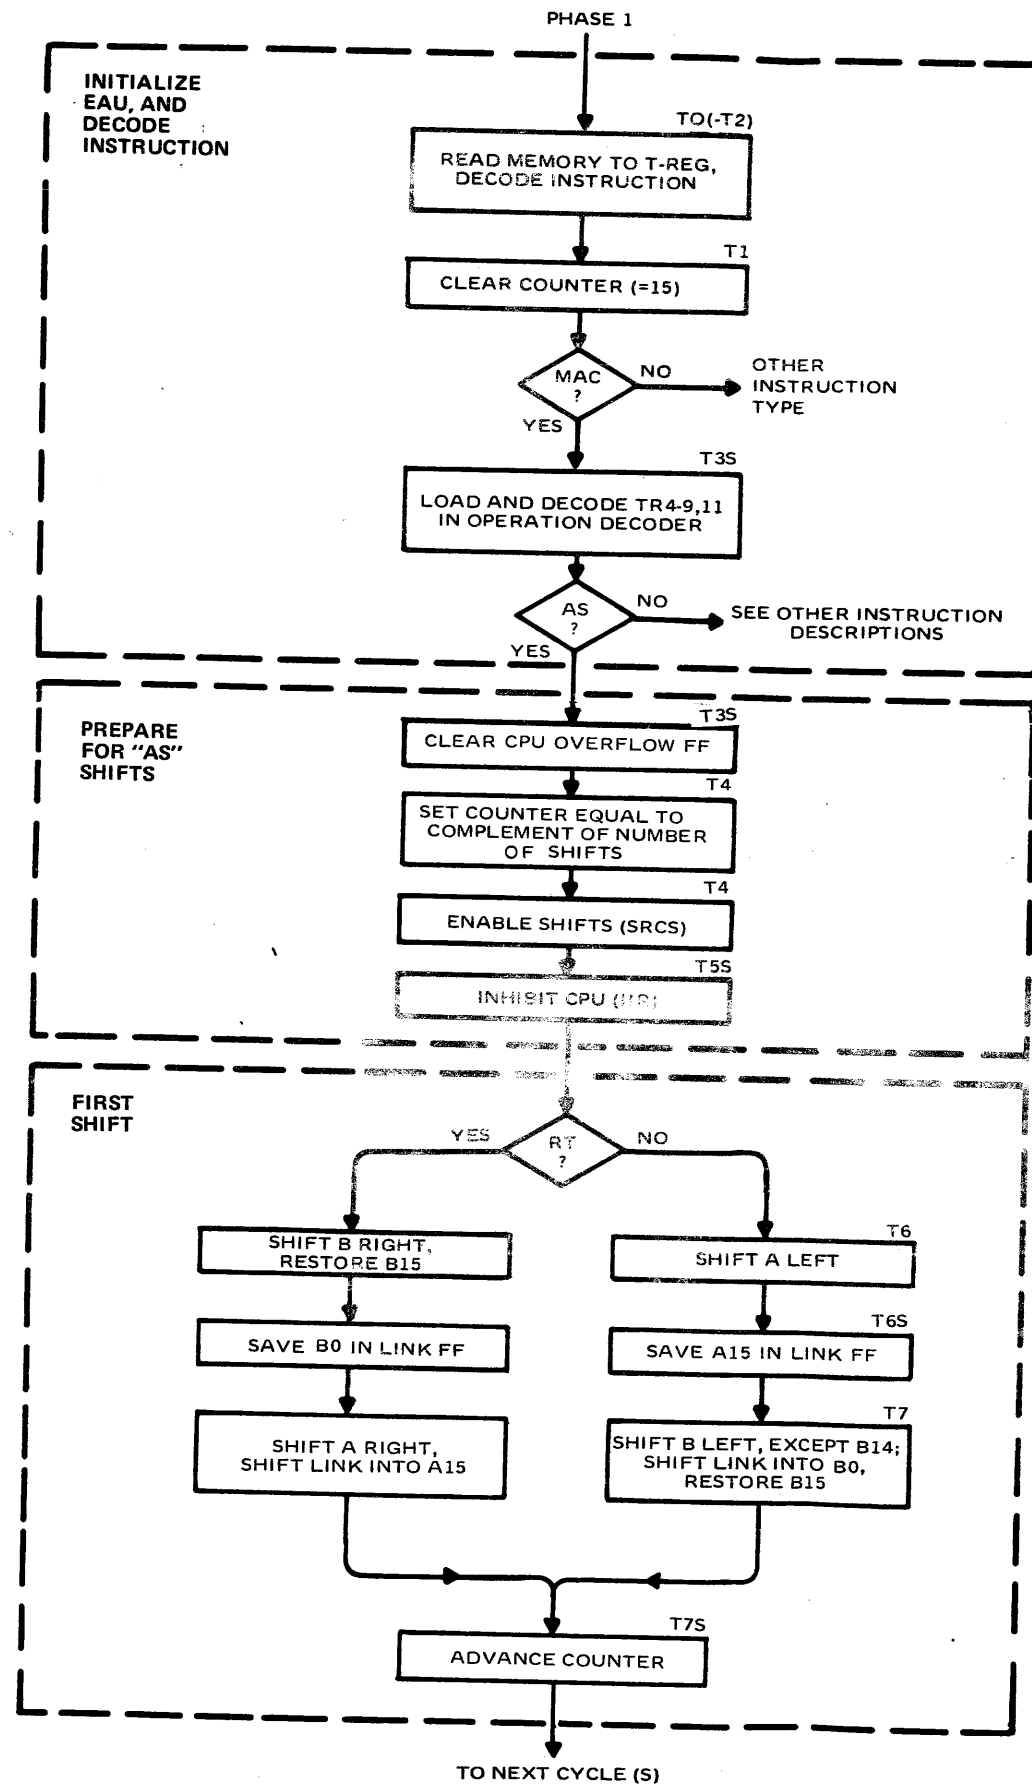 PHASE 1
INITIALIZE
EAU, AND
DECODE
INSTRUCTION
TO(-T2)
READ MEMORY TO T-REG,
DECODE INSTRUCTION
T1
CLEAR COUNTER (=15)
MAC
?
NO
OTHER
INSTRUCTION
TYPE
YES
T3S
LOAD AND DECODE TR4-9,11
IN OPERATION DECODER
AS
?
NO
SEE OTHER INSTRUCTION
DESCRIPTIONS
YES
PREPARE
FOR "AS"
SHIFTS
T3S
CLEAR CPU OVERFLOW FF
T4
SET COUNTER EQUAL TO
COMPLEMENT OF NUMBER
OF SHIFTS
T4
ENABLE SHIFTS (SRCS)
T5S
INHIBIT CPU
FIRST
SHIFT
YES
RT
?
NO
SHIFT B RIGHT,
RESTORE B15
SAVE B0 IN LINK FF
SHIFT A RIGHT,
SHIFT LINK INTO A15
T6
SHIFT A LEFT
T6S
SAVE A15 IN LINK FF
T7
SHIFT B LEFT, EXCEPT B14;
SHIFT LINK INTO B0,
RESTORE B15
T7S
ADVANCE COUNTER
TO NEXT CYCLE (S)